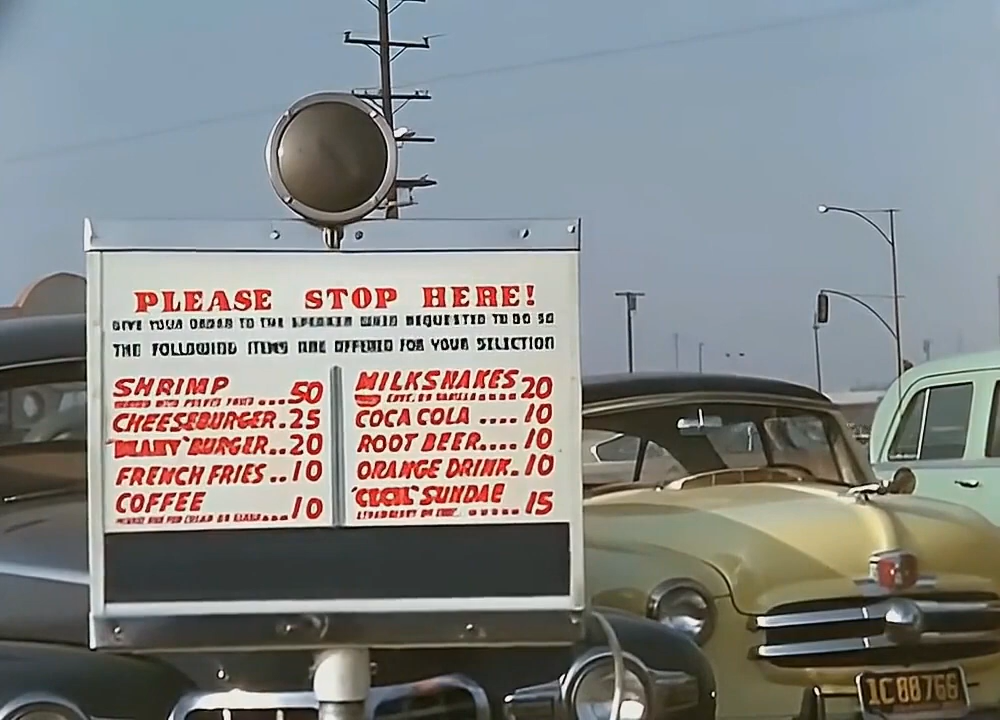 PLEASE STOP HERE!
GIVE YOUR ORDER TO THE SPEAKER WHEN REQUESTED TO DO SO
THE FOLLOWING ITEMS ARE OFFERED FOR YOUR SELECTION
SHRIMP ...50
CHEESEBURGER.25
BURGER..20
FRENCH FRIES..10
COFFEE
10
MILKSHAKES 20
COCA COLA ....10
ROOT BEER....10
ORANGE DRINK.10
SUNDAE
15
1C88766